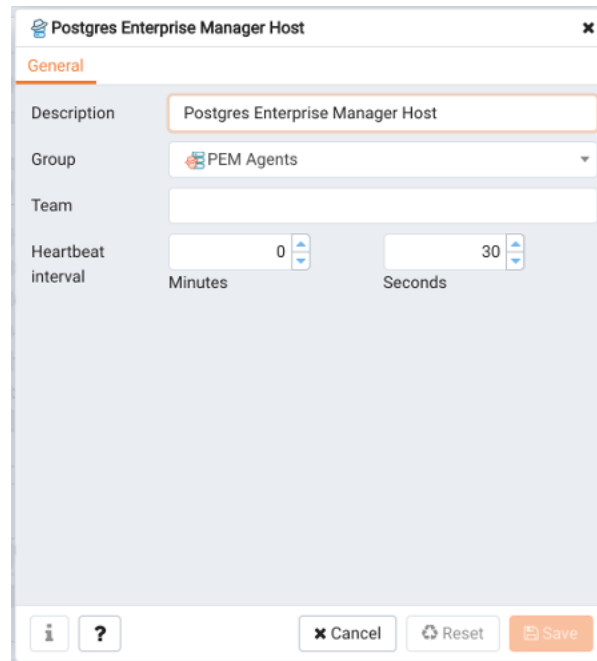 Postgres Enterprise Manager Host
General
Description Postgres Enterprise Manager Host
Group PEM Agents
Team
Heartbeat interval 0 30
Minutes Seconds
i ? Cancel Reset Save